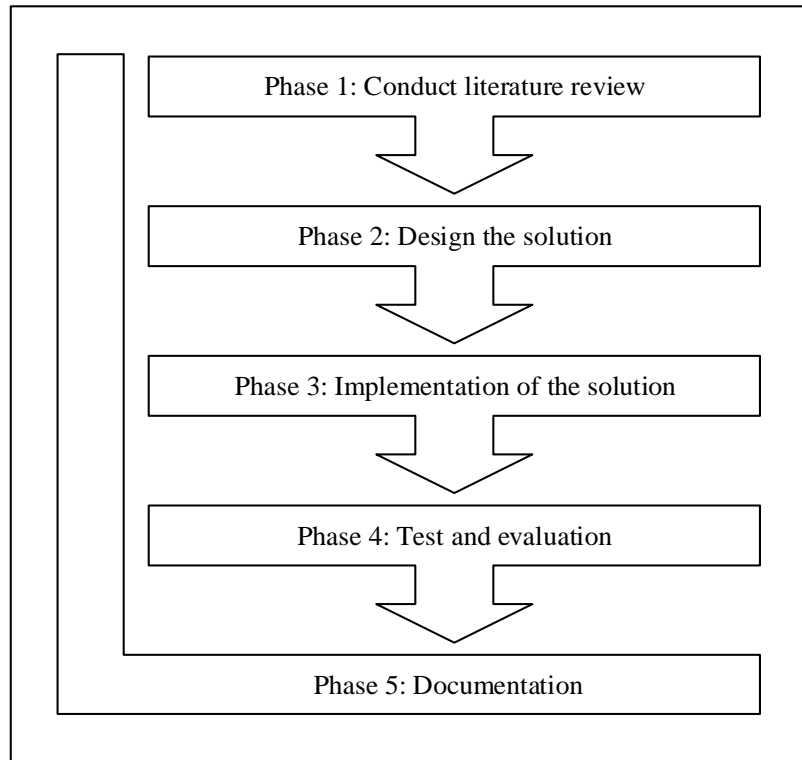 Phase 1: Conduct literature review
Phase 2: Design the solution
Phase 3: Implementation of the solution
Phase 4: Test and evaluation
Phase 5: Documentation